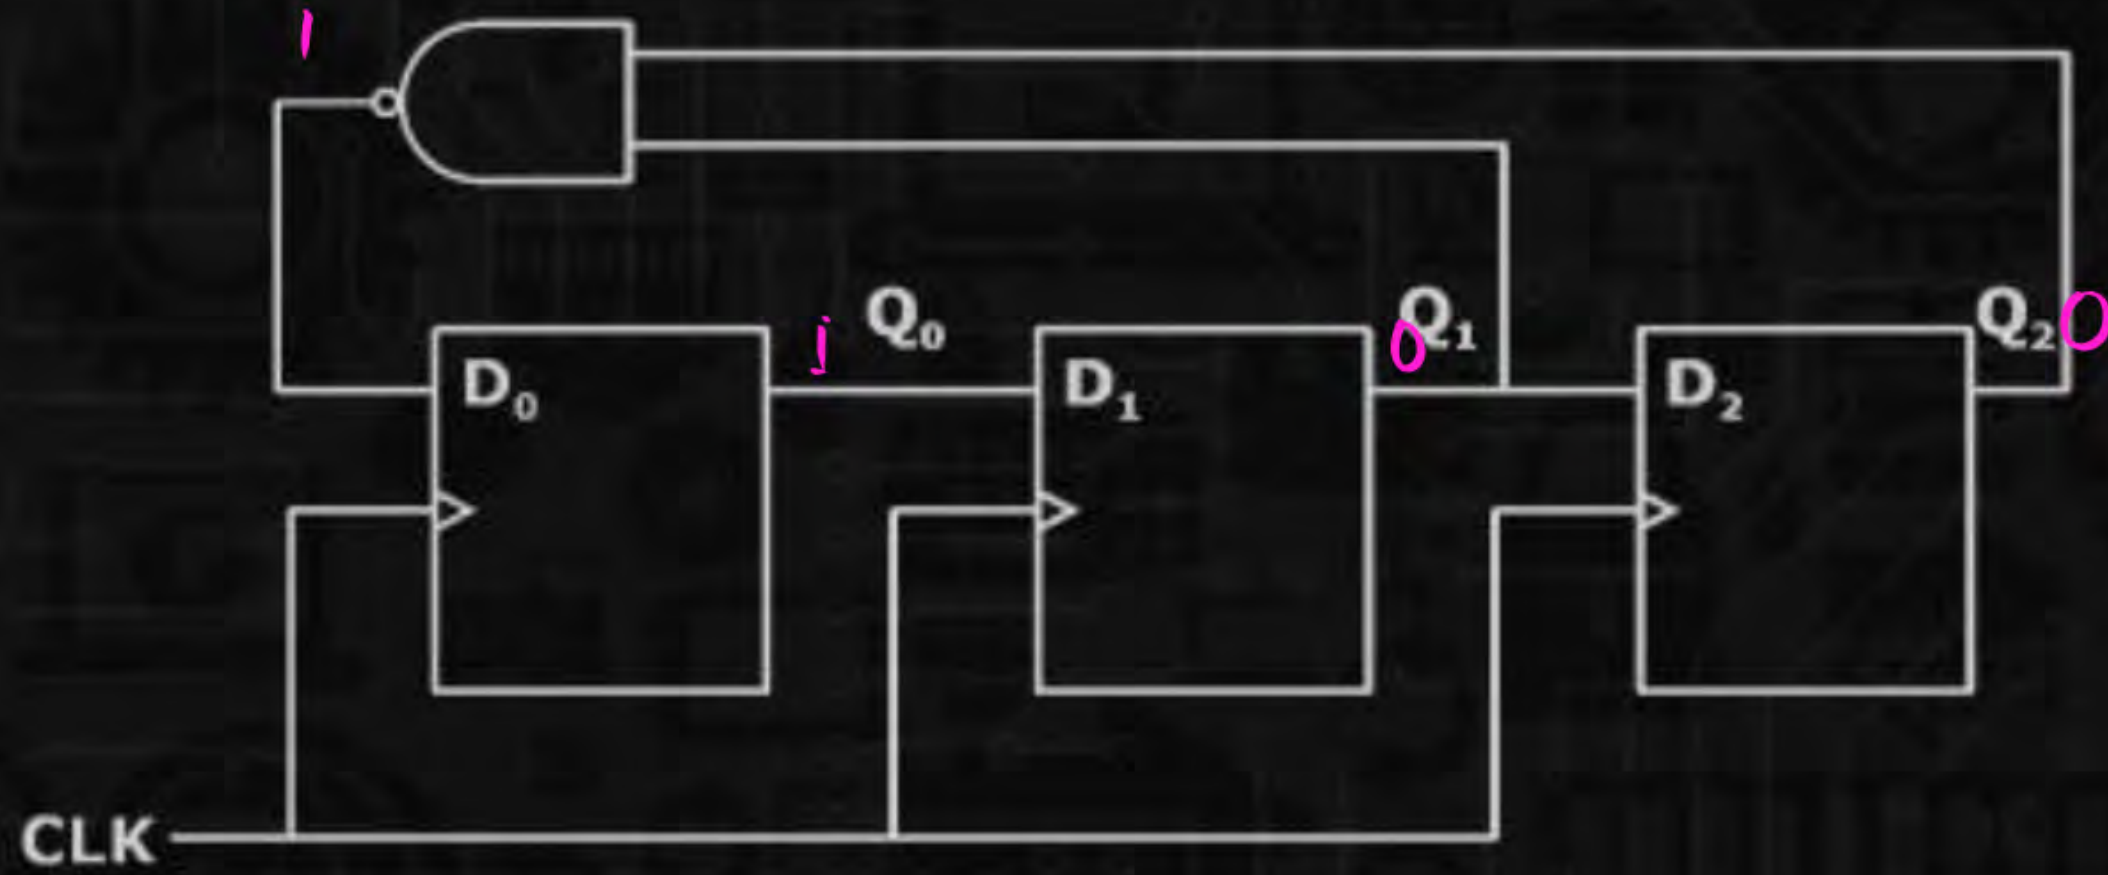 1
1 Q₀
0 Q₁
Q₂ 0
D₀
D₁
D₂
CLK